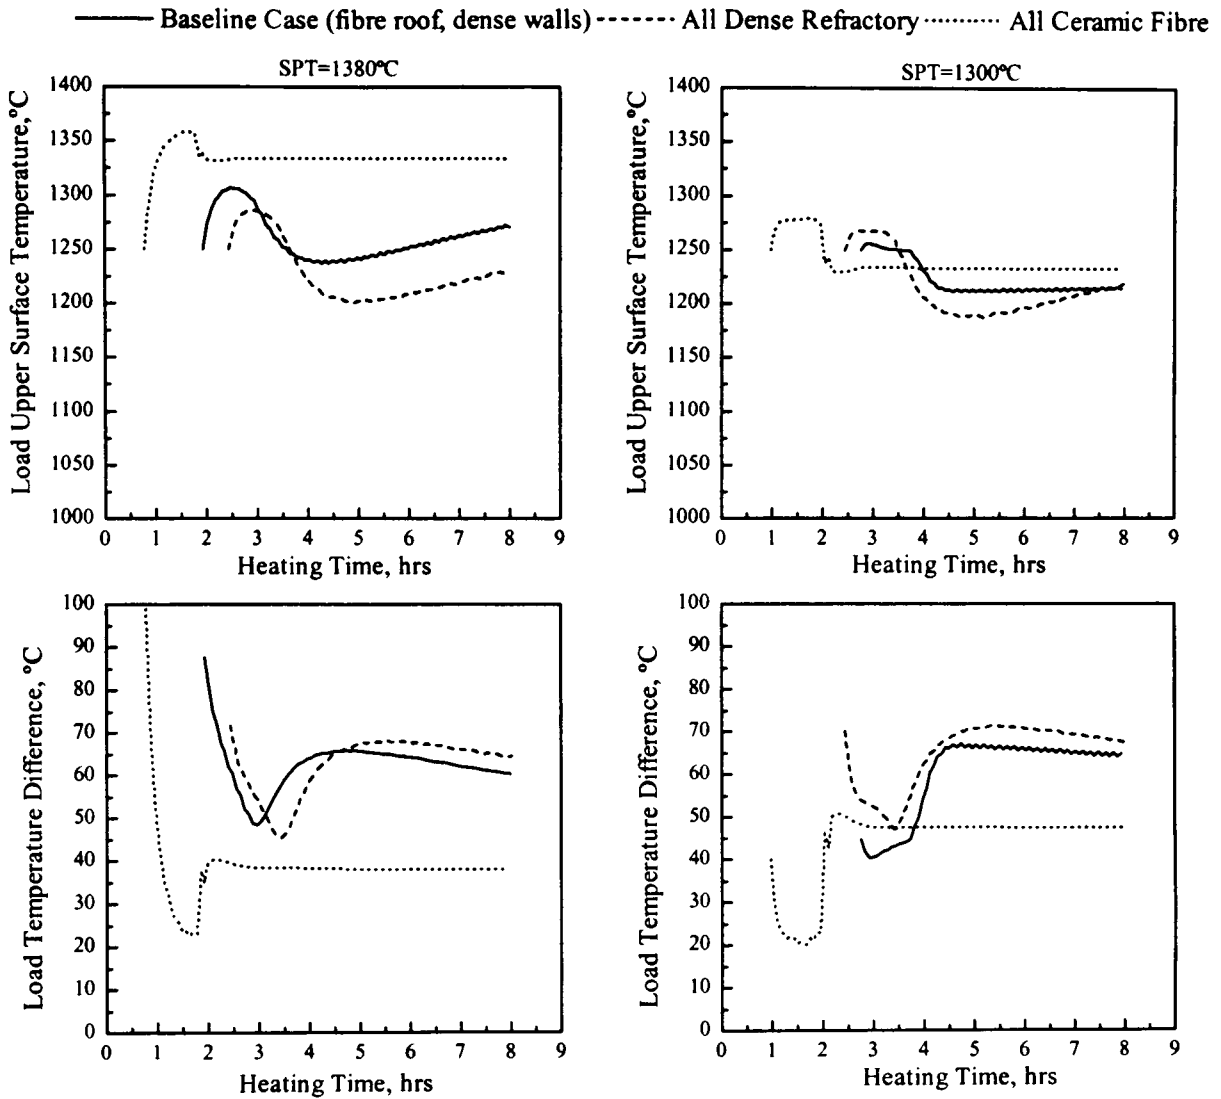 Baseline Case (fibre roof, dense walls) All Dense Refractory All Ceramic Fibre
SPT=1380ºC
1400
1350
1300
1250
1200
1150
1100
1050
1000
Load Upper Surface Temperature,ºC
0 1 2 3 4 5 6 7 8 9
Heating Time, hrs
SPT=1300ºC
1400
1350
1300
1250
1200
1150
1100
1050
1000
Load Upper Surface Temperature,ºC
0 1 2 3 4 5 6 7 8 9
Heating Time, hrs
100
90
80
70
60
50
40
30
20
10
0
Load Temperature Difference, ºC
0 1 2 3 4 5 6 7 8 9
Heating Time, hrs
100
90
80
70
60
50
40
30
20
10
0
Load Temperature Difference, ºC
0 1 2 3 4 5 6 7 8 9
Heating Time, hrs